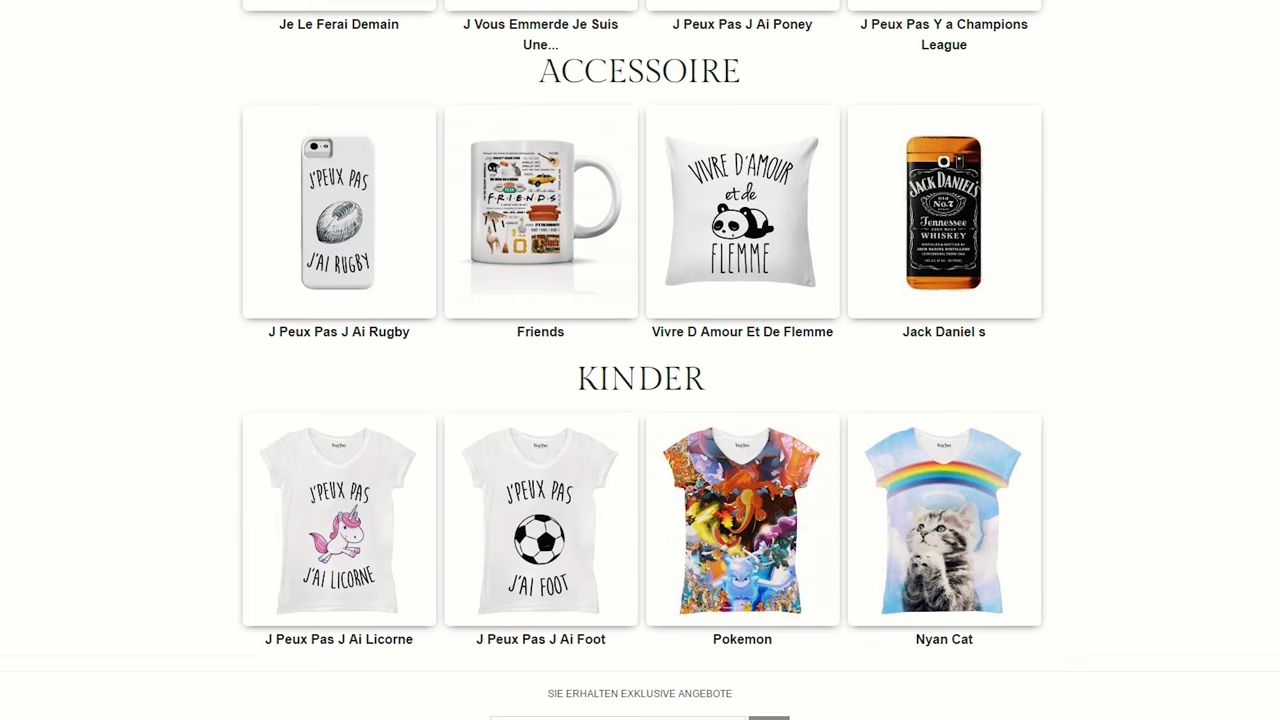 Je Le Ferai Demain
J Vous Emmerde Je Suis
Une...
J Peux Pas J Ai Poney
J Peux Pas Y a Champions
League
ACCESSOIRE
J'PEUX PAS
J'AI RUGBY
FRIENDS
VIVRE D'AMOUR
et de
FLEMME
JACK DANIEL'S
OLD
No.7
Tennessee
WHISKEY
J Peux Pas J Ai Rugby
Friends
Vivre D Amour Et De Flemme
Jack Daniel s
KINDER
J'PEUX PAS
J'AI LICORNE
J'PEUX PAS
J'AI FOOT
J Peux Pas J Ai Licorne
J Peux Pas J Ai Foot
Pokemon
Nyan Cat
SIE ERHALTEN EXKLUSIVE ANGEBOTE